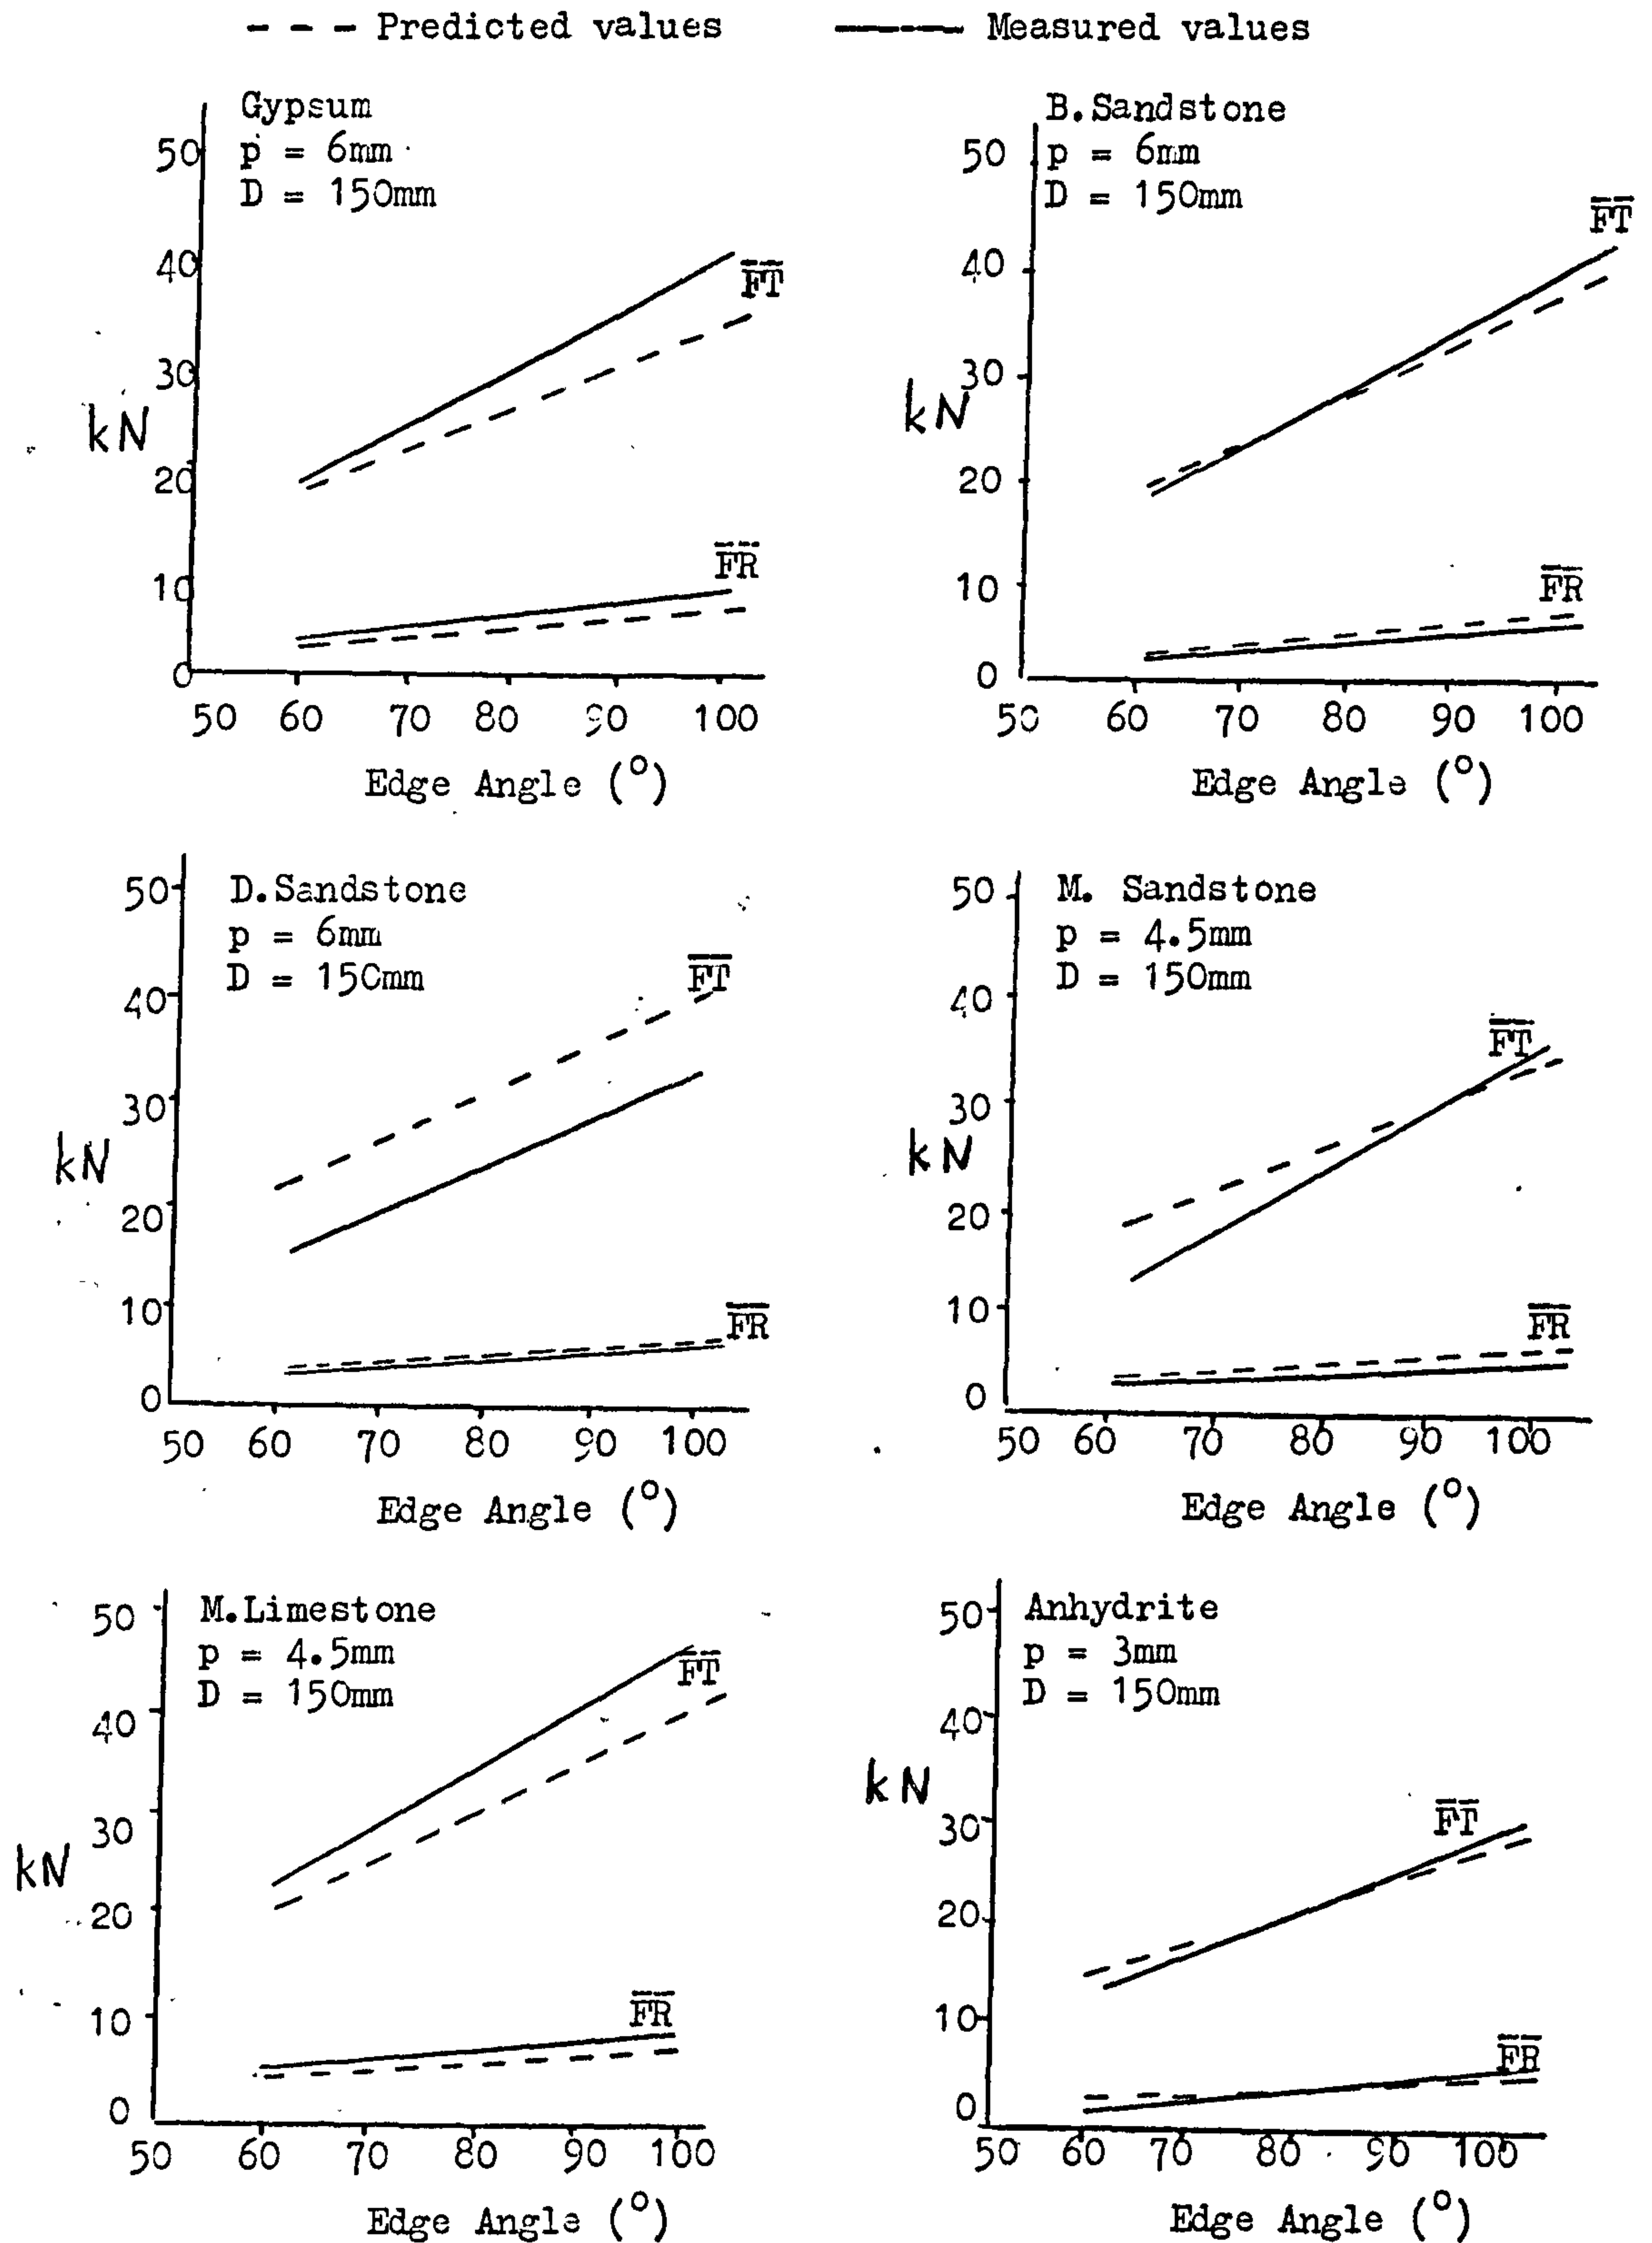 Predicted values
Measured values
Gypsum
p = 6mm
D = 150mm
50
40
30
kN
20
10
0
FT
FR
50 60 70 80 90 100
Edge Angle (°)
B.Sandstone
p = 6mm
D = 150mm
50
40
30
kN
20
10
0
FT
FR
50 60 70 80 90 100
Edge Angle (°)
D.Sandstone
p = 6mm
D = 150mm
50
40
30
kN
20
10
0
FT
FR
50 60 70 80 90 100
Edge Angle (°)
M. Sandstone
p = 4.5mm
D = 150mm
50
40
30
kN
20
10
0
FT
FR
50 60 70 80 90 100
Edge Angle (°)
M.Limestone
p = 4.5mm
D = 150mm
50
40
30
kN
20
10
0
FT
FR
50 60 70 80 90 100
Edge Angle (°)
Anhydrite
p = 3mm
D = 150mm
50
40
kN
30
20
10
0
FT
FR
50 60 70 80 90 100
Edge Angle (°)